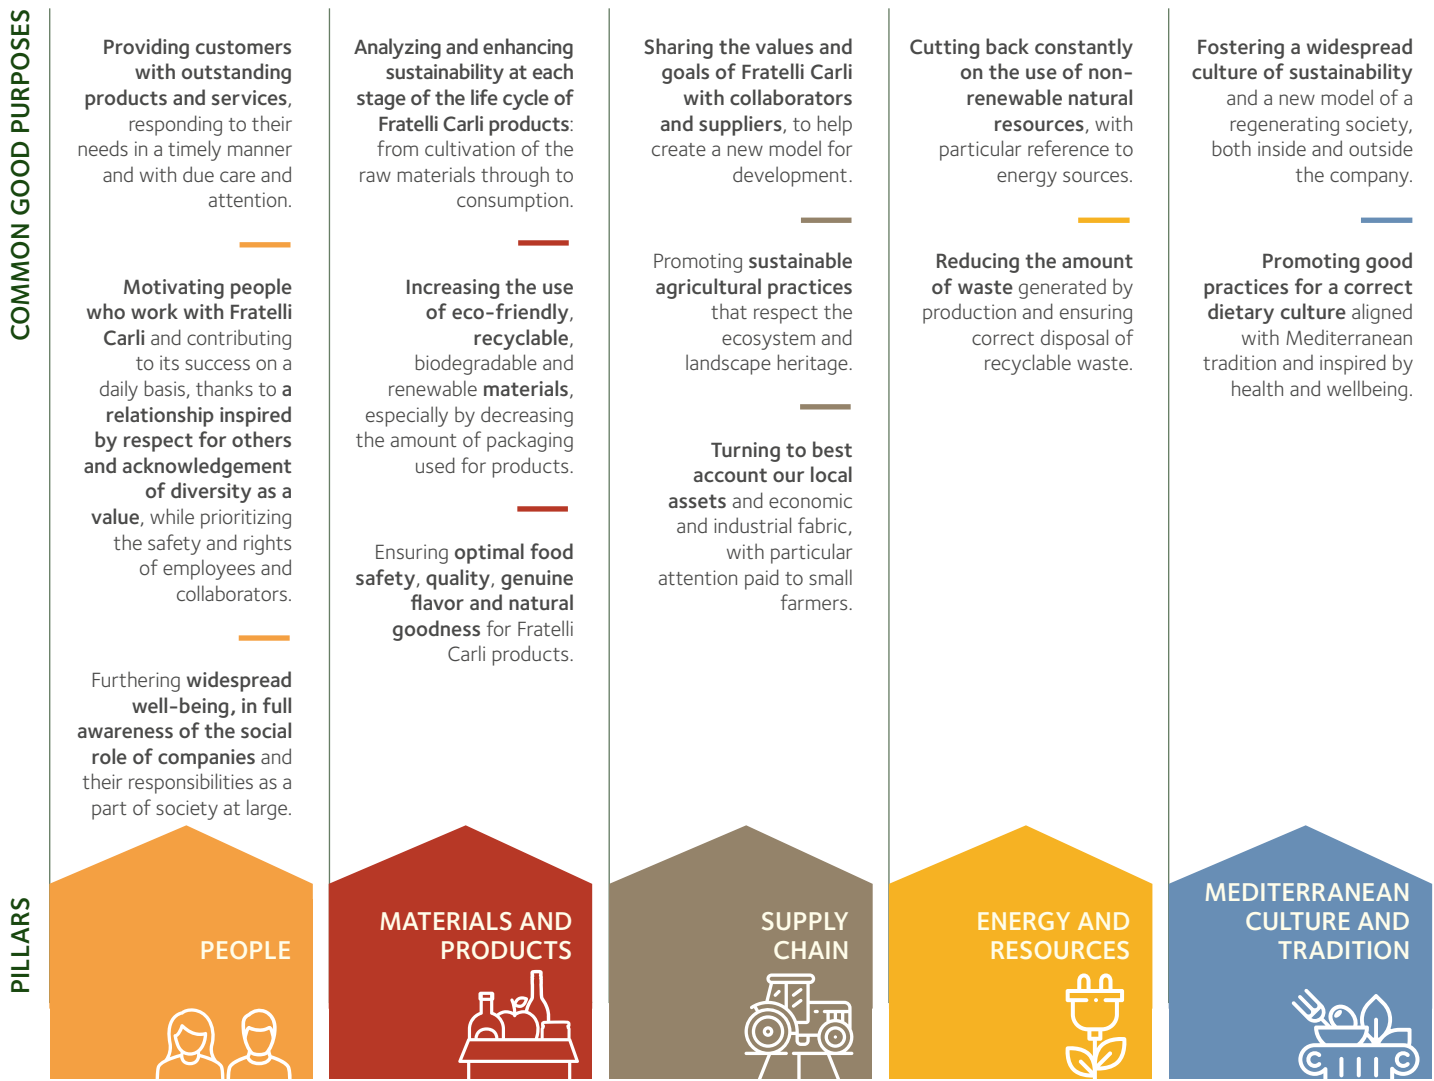 COMMON GOOD PURPOSES
Providing customers
with outstanding
products and services,
responding to their
needs in a timely manner
and with due care and
attention.
Motivating people
who work with Fratelli
Carli and contributing
to its success on a
daily basis, thanks to a
relationship inspired
by respect for others
and acknowledgement
of diversity as a
value, while prioritizing
the safety and rights
of employees and
collaborators.
Furthering widespread
well-being, in full
awareness of the social
role of companies and
their responsibilities as a
part of society at large.
Analyzing and enhancing
sustainability at each
stage of the life cycle of
Fratelli Carli products:
from cultivation of the
raw materials through to
consumption.
Increasing the use
of eco-friendly,
recyclable,
biodegradable and
renewable materials,
especially by decreasing
the amount of packaging
used for products.
Ensuring optimal food
safety, quality, genuine
flavor and natural
goodness for Fratelli
Carli products.
Sharing the values and
goals of Fratelli Carli
with collaborators
and suppliers, to help
create a new model for
development.
Promoting sustainable
agricultural practices
that respect the
ecosystem and
landscape heritage.
Turning to best
account our local
assets and economic
and industrial fabric,
with particular
attention paid to small
farmers.
Cutting back constantly
on the use of non-
renewable natural
resources, with
particular reference to
energy sources.
Reducing the amount
of waste generated by
production and ensuring
correct disposal of
recyclable waste.
Fostering a widespread
culture of sustainability
and a new model of a
regenerating society,
both inside and outside
the company.
Promoting good
practices for a correct
dietary culture aligned
with Mediterranean
tradition and inspired by
health and wellbeing.
PILLARS
PEOPLE
MATERIALS AND
PRODUCTS
SUPPLY
CHAIN
ENERGY AND
RESOURCES
MEDITERRANEAN
CULTURE AND
TRADITION